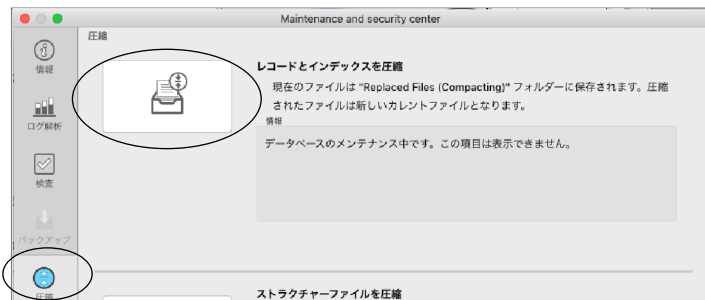 Maintenance and security center
圧縮
情報
ログ解析
検査
バックアップ
圧縮
レコードとインデックスを圧縮
現在のファイルは "Replaced Files (Compacting)" フォルダーに保存されます。圧縮
されたファイルは新しいカレントファイルとなります。
情報
データベースのメンテナンス中です。この項目は表示できません。
ストラクチャーファイルを圧縮